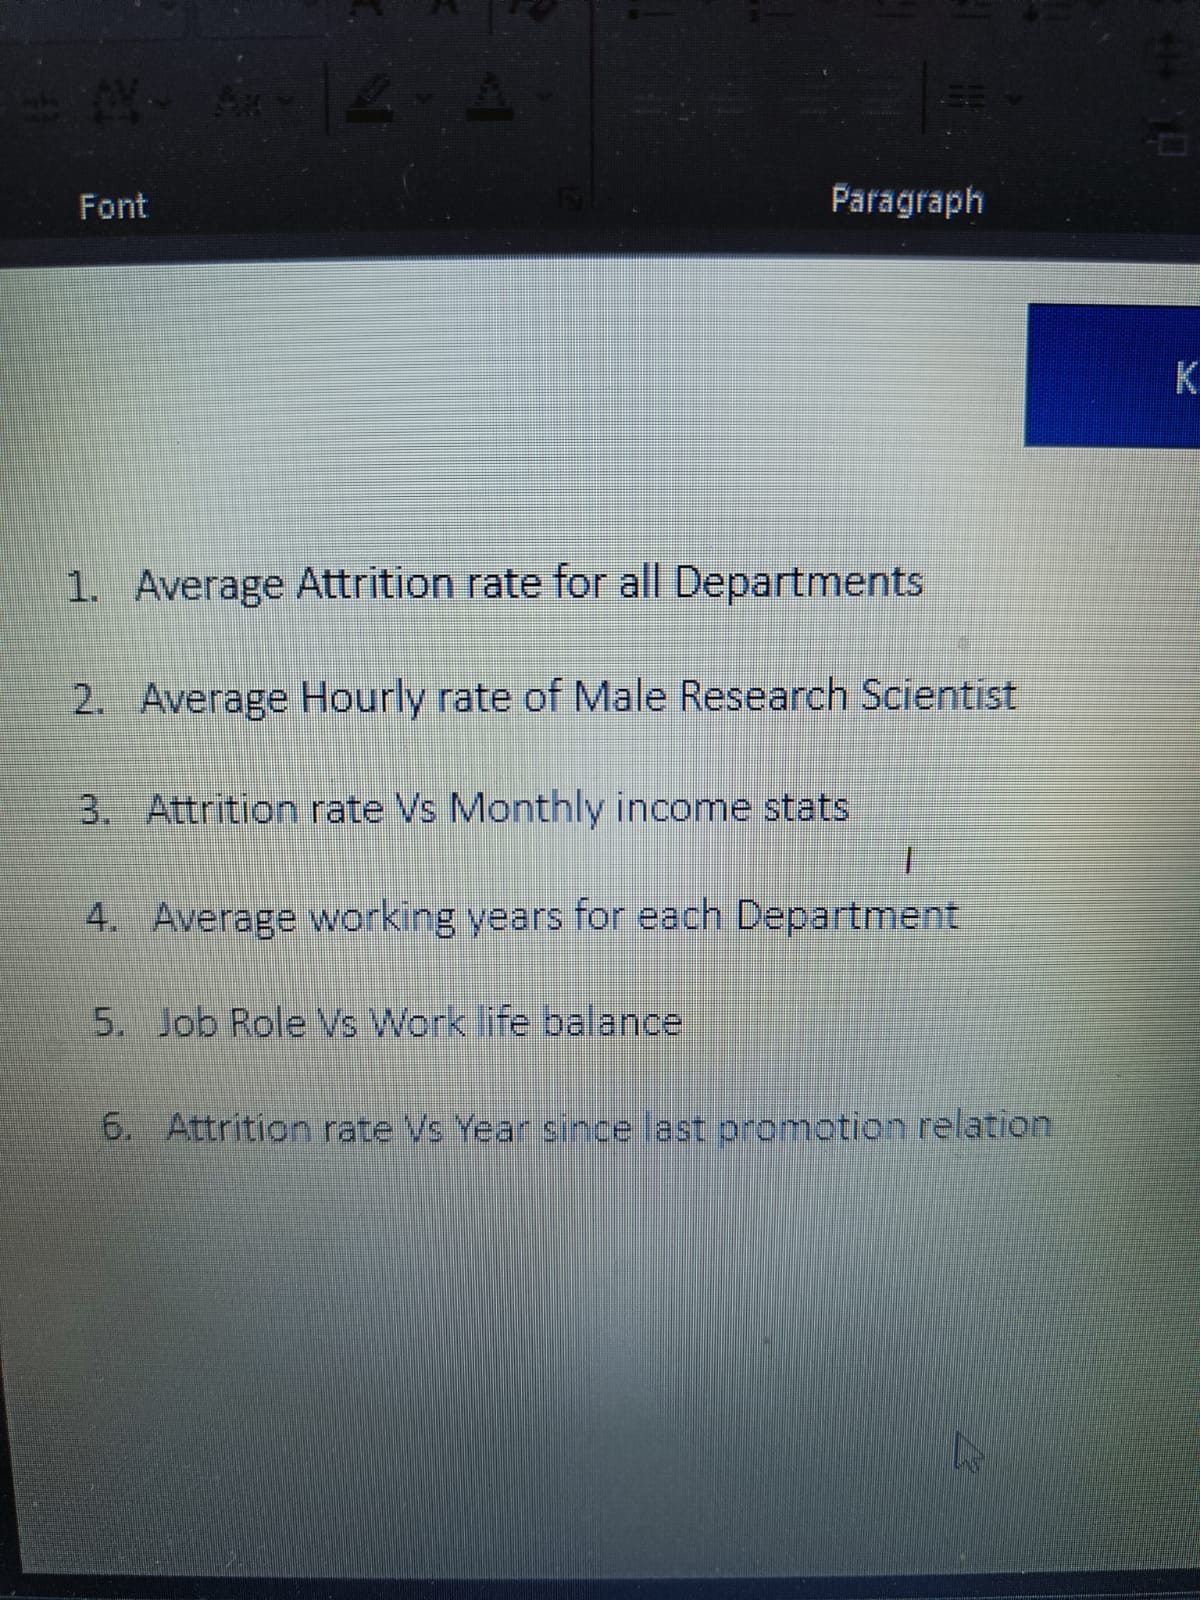 Font
Paragraph
K
1. Average Attrition rate for all Departments
2. Average Hourly rate of Male Research Scientist
3. Attrition rate Vs Monthly income stats
4. Average working years for each Department
5. Job Role Vs Work life balance
6. Attrition rate Vs Year since last promotion relation